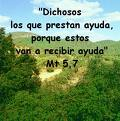 "Dichosos
los que prestan ayuda,
porque estos
van a recibir ayuda"
Mt 5,7